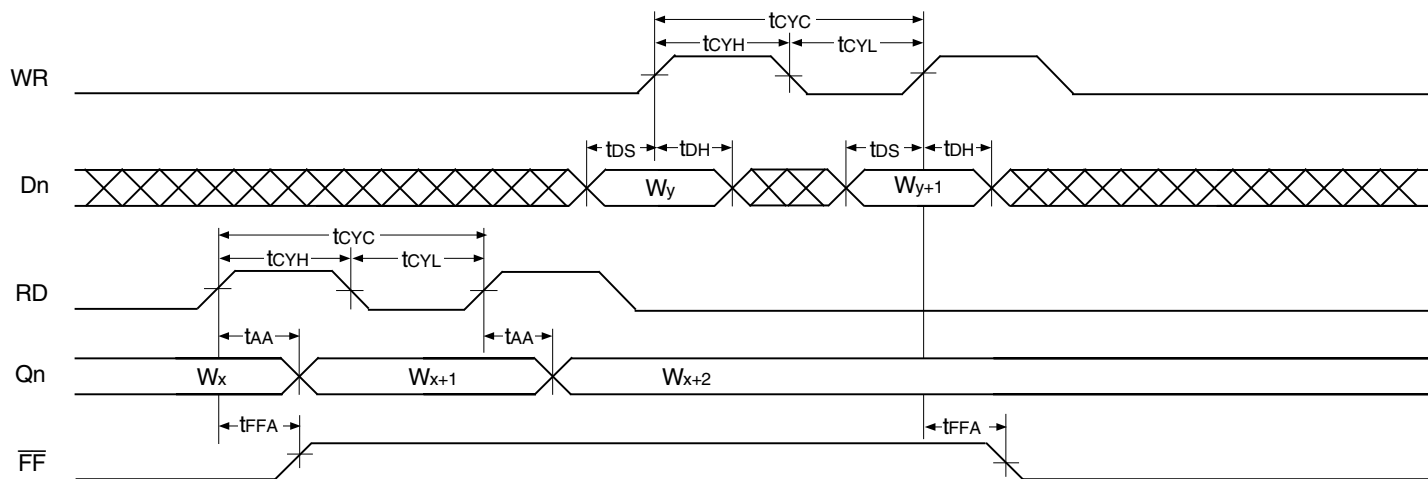 tCYC
tCYH tCYL
WR
tDS tDH tDS tDH
Dn Wy Wy+1
tCYC
tCYH tCYL
RD
tAA tAA
Qn Wx Wx+1 Wx+2
tFFA tFFA
F̅F̅